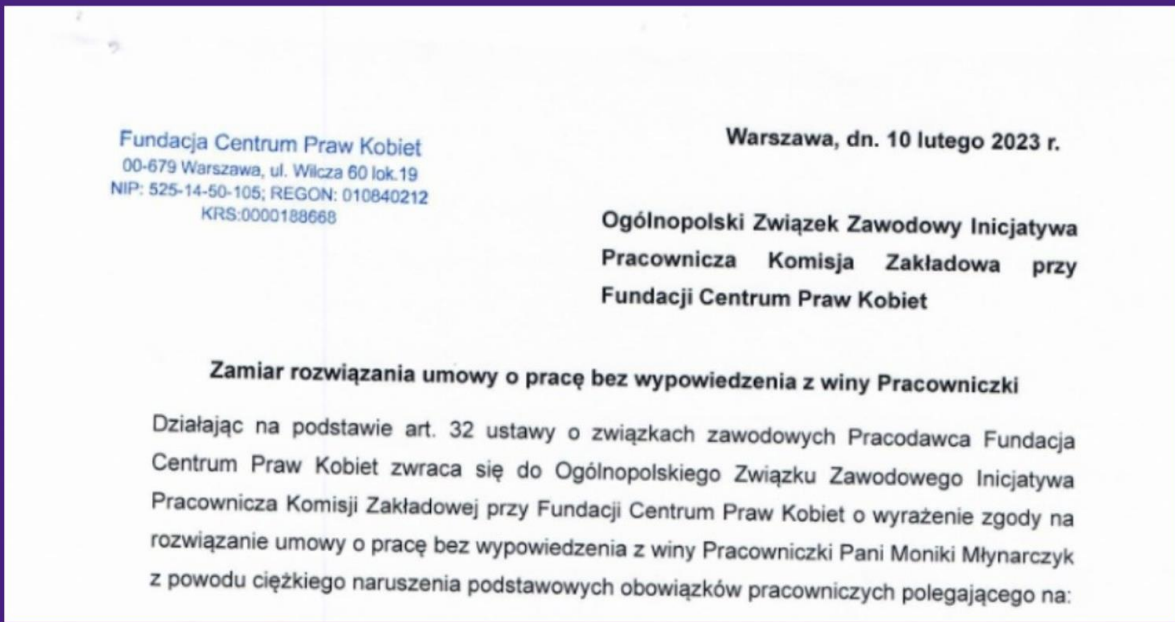 Fundacja Centrum Praw Kobiet
00-679 Warszawa, ul. Wilcza 60 lok.19
NIP: 525-14-50-105; REGON: 010840212
KRS:0000188668
Warszawa, dn. 10 lutego 2023 r.
Ogólnopolski Związek Zawodowy Inicjatywa
Pracownicza Komisja Zakładowa przy
Fundacji Centrum Praw Kobiet
Zamiar rozwiązania umowy o pracę bez wypowiedzenia z winy Pracowniczki
Działając na podstawie art. 32 ustawy o związkach zawodowych Pracodawca Fundacja
Centrum Praw Kobiet zwraca się do Ogólnopolskiego Związku Zawodowego Inicjatywa
Pracownicza Komisji Zakładowej przy Fundacji Centrum Praw Kobiet o wyrażenie zgody na
rozwiązanie umowy o pracę bez wypowiedzenia z winy Pracowniczki Pani Moniki Młynarczyk
z powodu ciężkiego naruszenia podstawowych obowiązków pracowniczych polegającego na: